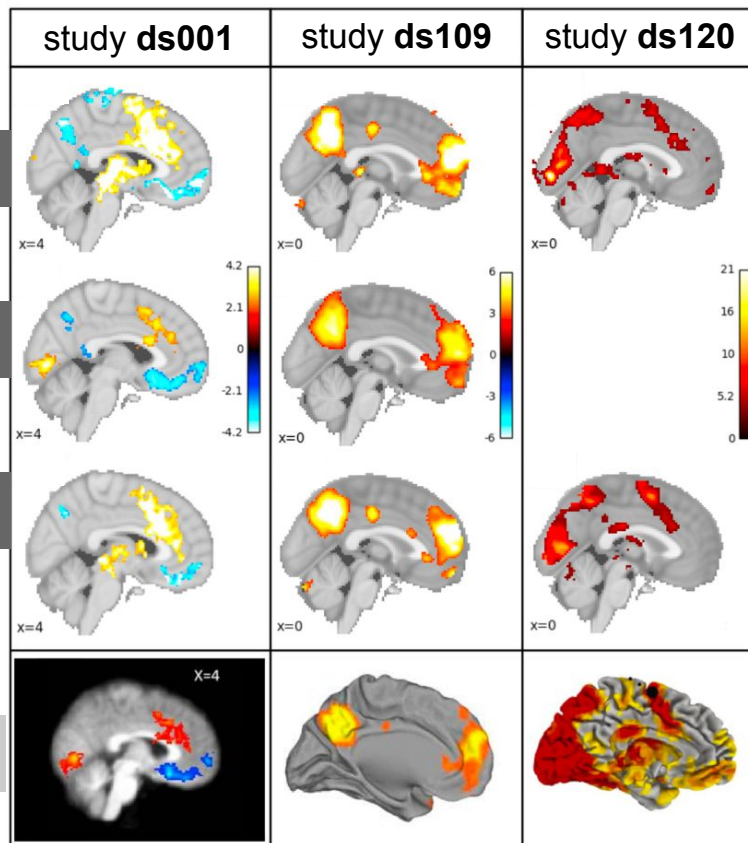 study ds001
study ds109
study ds120
x=4
x=0
x=0
4.2
2.1
0
-2.1
-4.2
x=4
6
3
0
-3
-6
x=0
21
16
10
5.2
0
x=4
x=0
x=0
X=4